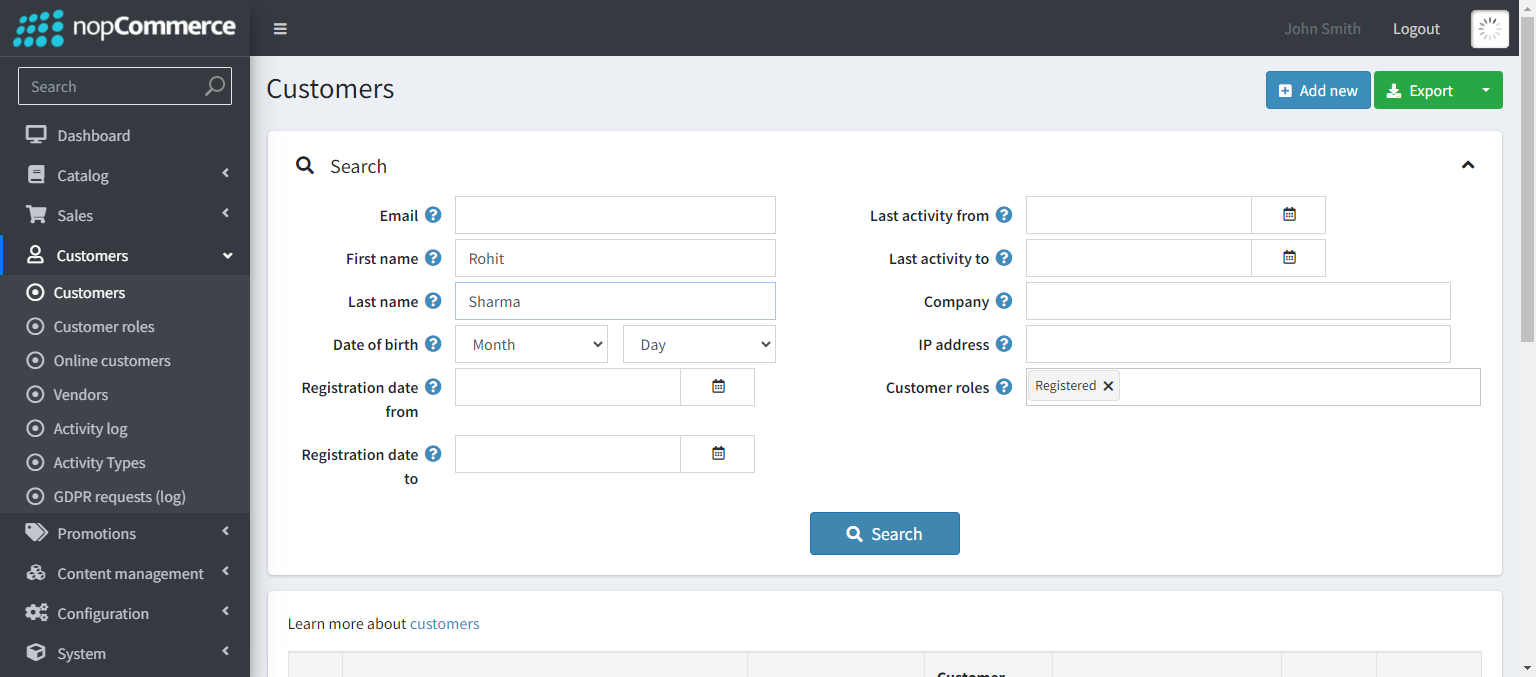 nopCommerce
John Smith
Logout
Search
Customers
Add new
Export
Dashboard
Catalog
Sales
Customers
Customers
Customer roles
Online customers
Vendors
Activity log
Activity Types
GDPR requests (log)
Promotions
Content management
Configuration
System
Search
Email
First name Rohit
Last name Sharma
Date of birth Month Day
Registration date
from
Registration date
to
Last activity from
Last activity to
Company
IP address
Customer roles Registered
Search
Learn more about customers
Customer